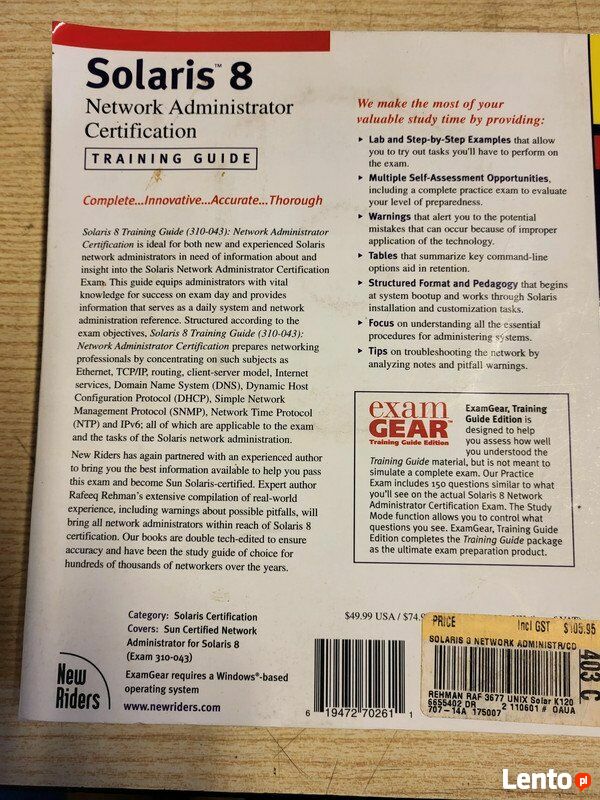 Solaris™ 8
Network Administrator
Certification
TRAINING GUIDE
Complete...Innovative...Accurate...Thorough
Solaris 8 Training Guide (310-043): Network Administrator
Certification is ideal for both new and experienced Solaris
network administrators in need of information about and
insight into the Solaris Network Administrator Certification
Exam. This guide equips administrators with vital
knowledge for success on exam day and provides
information that serves as a daily system and network
administration reference. Structured according to the
exam objectives, Solaris 8 Training Guide (310-043):
Network Administrator Certification prepares networking
professionals by concentrating on such subjects as
Ethernet, TCP/IP, routing, client-server model, Internet
services, Domain Name System (DNS), Dynamic Host
Configuration Protocol (DHCP), Simple Network
Management Protocol (SNMP), Network Time Protocol
(NTP) and IPv6; all of which are applicable to the exam
and the tasks of the Solaris network administration.
New Riders has again partnered with an experienced author
to bring you the best information available to help you pass
this exam and become Sun Solaris-certified. Expert author
Rafeeq Rehman's extensive compilation of real-world
experience, including warnings about possible pitfalls, will
bring all network administrators within reach of Solaris 8
certification. Our books are double tech-edited to ensure
accuracy and have been the study guide of choice for
hundreds of thousands of networkers over the years.
We make the most of your
valuable study time by providing:
▸ Lab and Step-by-Step Examples that allow
you to try out tasks you'll have to perform on
the exam.
▸ Multiple Self-Assessment Opportunities,
including a complete practice exam to evaluate
your level of preparedness.
▸ Warnings that alert you to the potential
mistakes that can occur because of improper
application of the technology.
▸ Tables that summarize key command-line
options aid in retention.
▸ Structured Format and Pedagogy that begins
at system bootup and works through Solaris
installation and customization tasks.
▸ Focus on understanding all the essential
procedures for administering systems.
▸ Tips on troubleshooting the network by
analyzing notes and pitfall warnings.
exam
GEAR™
Training Guide Edition
ExamGear, Training
Guide Edition is
designed to help
you assess how well
you understood the
Training Guide material, but is not meant to
simulate a complete exam. Our Practice
Exam includes 150 questions similar to what
you'll see on the actual Solaris 8 Network
Administrator Certification Exam. The Study
Mode function allows you to control what
questions you see. ExamGear, Training Guide
Edition completes the Training Guide package
as the ultimate exam preparation product.
Category: Solaris Certification
Covers: Sun Certified Network
Administrator for Solaris 8
(Exam 310-043)
ExamGear requires a Windows®-based
operating system
www.newriders.com
New
Riders
$49.99 USA / $74.9
6 19472 70261 1
PRICE Incl GST $105.95
SOLARIS 8 NETWORK ADMINISTR/CD
403 C
REHMAN RAF 3677 UNIX Solar K120
6655402 DR 2 110601 # OAUA
707-14A 175007
Lento pl